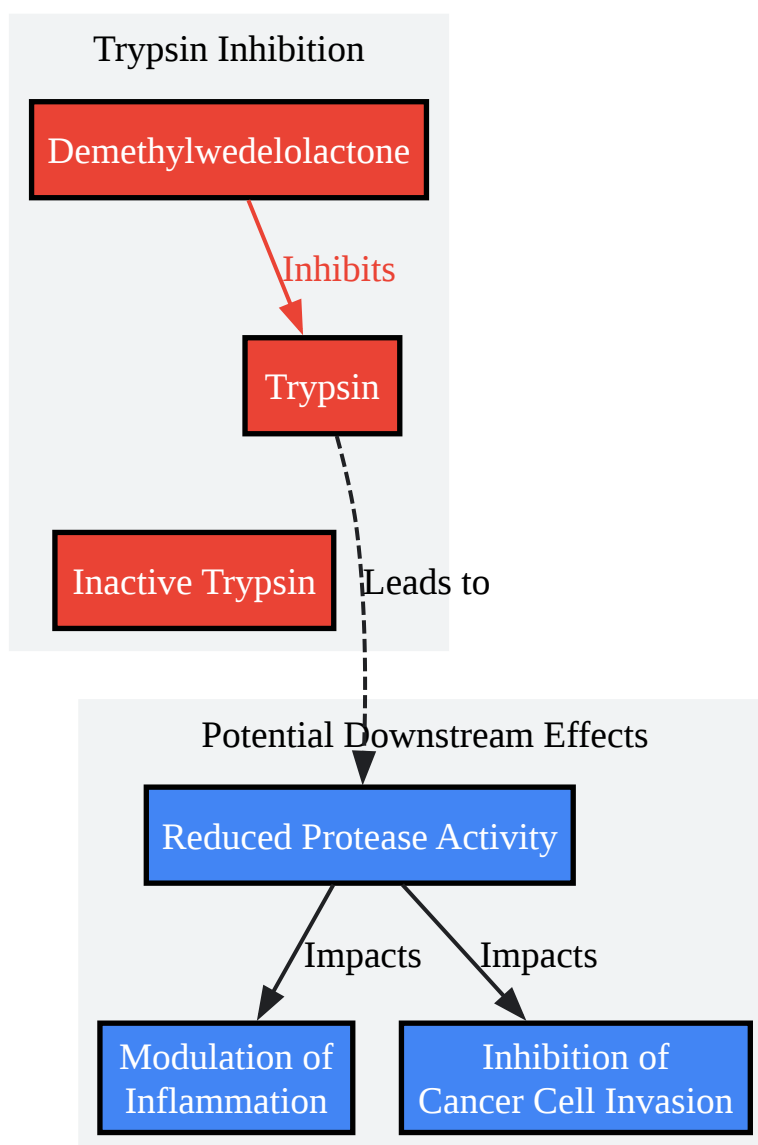 Trypsin Inhibition
Demethylwedelolactone
Inhibits
Trypsin
Inactive Trypsin
Leads to
Potential Downstream Effects
Reduced Protease Activity
Impacts
Impacts
Modulation of
Inflammation
Inhibition of
Cancer Cell Invasion